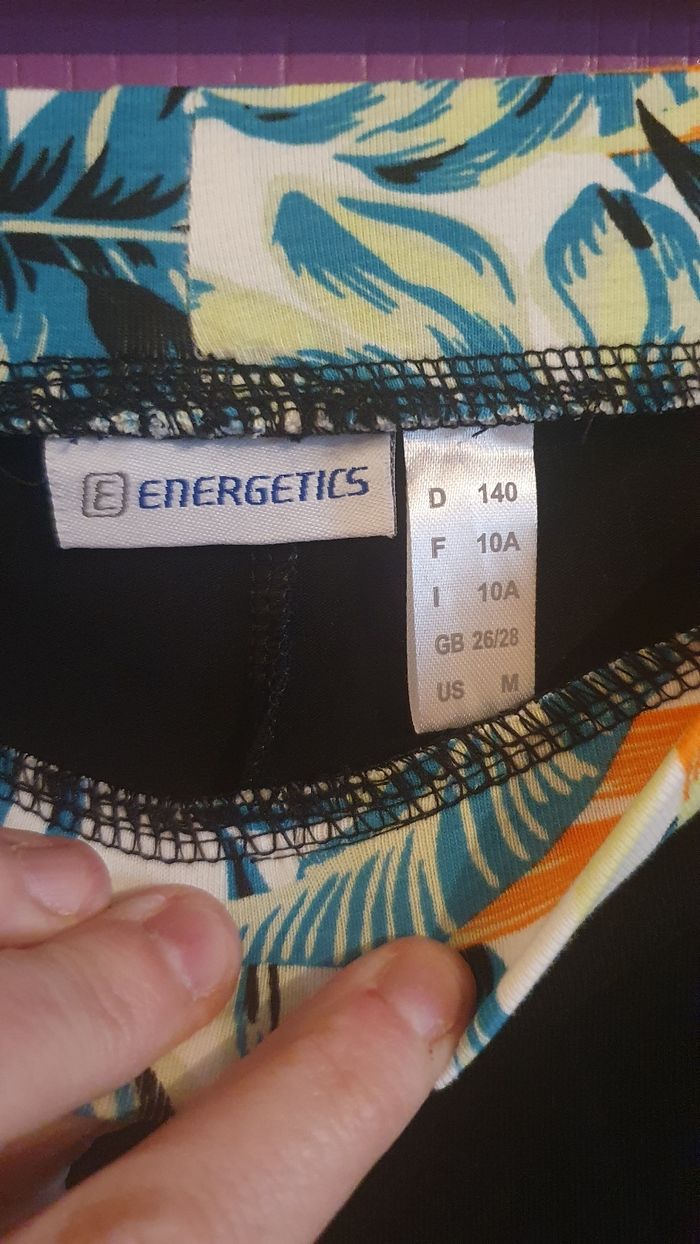 E ENERGETICS
D 140
F 10A
I 10A
GB 26/28
US M